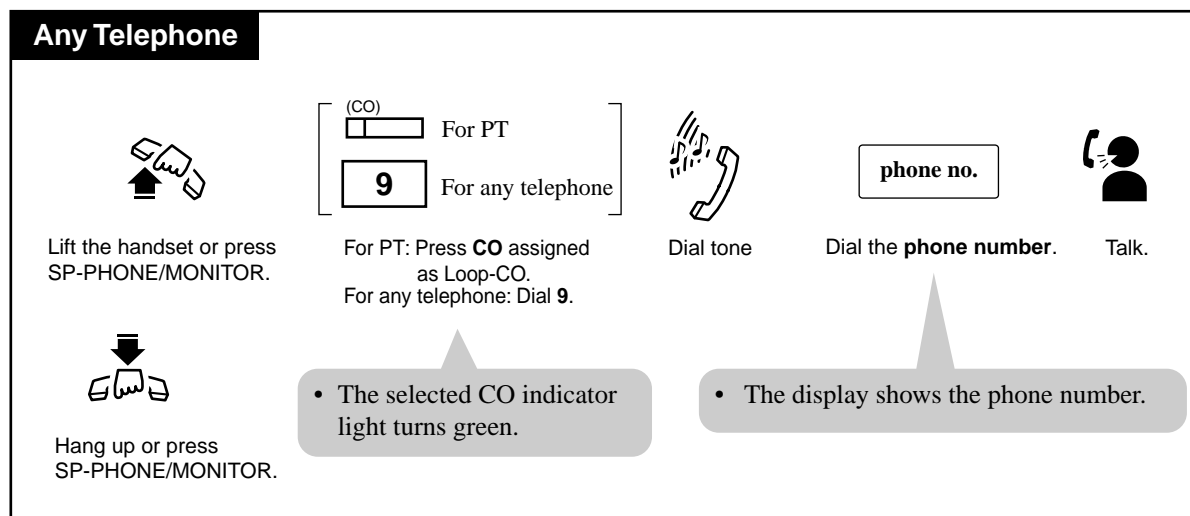 Any Telephone
(CO)
For PT
9
For any telephone
phone no.
Lift the handset or press
SP-PHONE/MONITOR.
For PT: Press CO assigned
as Loop-CO.
For any telephone: Dial 9.
Dial tone
Dial the phone number.
Talk.
• The selected CO indicator
light turns green.
• The display shows the phone number.
Hang up or press
SP-PHONE/MONITOR.